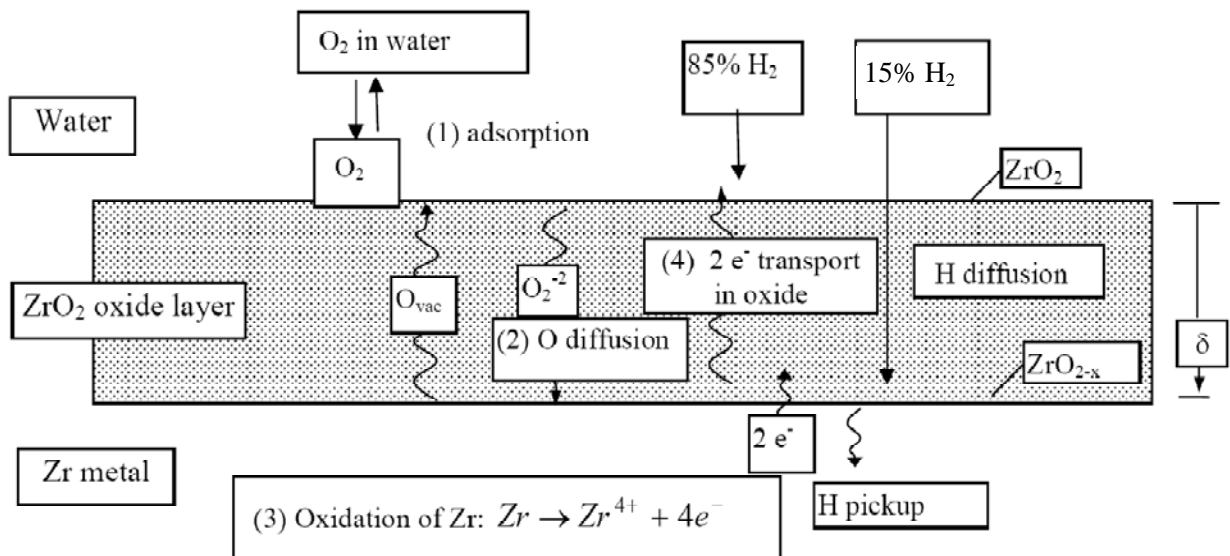 O₂ in water
85% H₂
15% H₂
Water
(1) adsorption
O₂
ZrO₂
(4) 2 e⁻ transport
in oxide
H diffusion
ZrO₂ oxide layer
Oᵥₐc
O₂⁻²
(2) O diffusion
δ
ZrO₂₋ₓ
2 e⁻
Zr metal
H pickup
(3) Oxidation of Zr: Zr → Zr⁴⁺ + 4e⁻